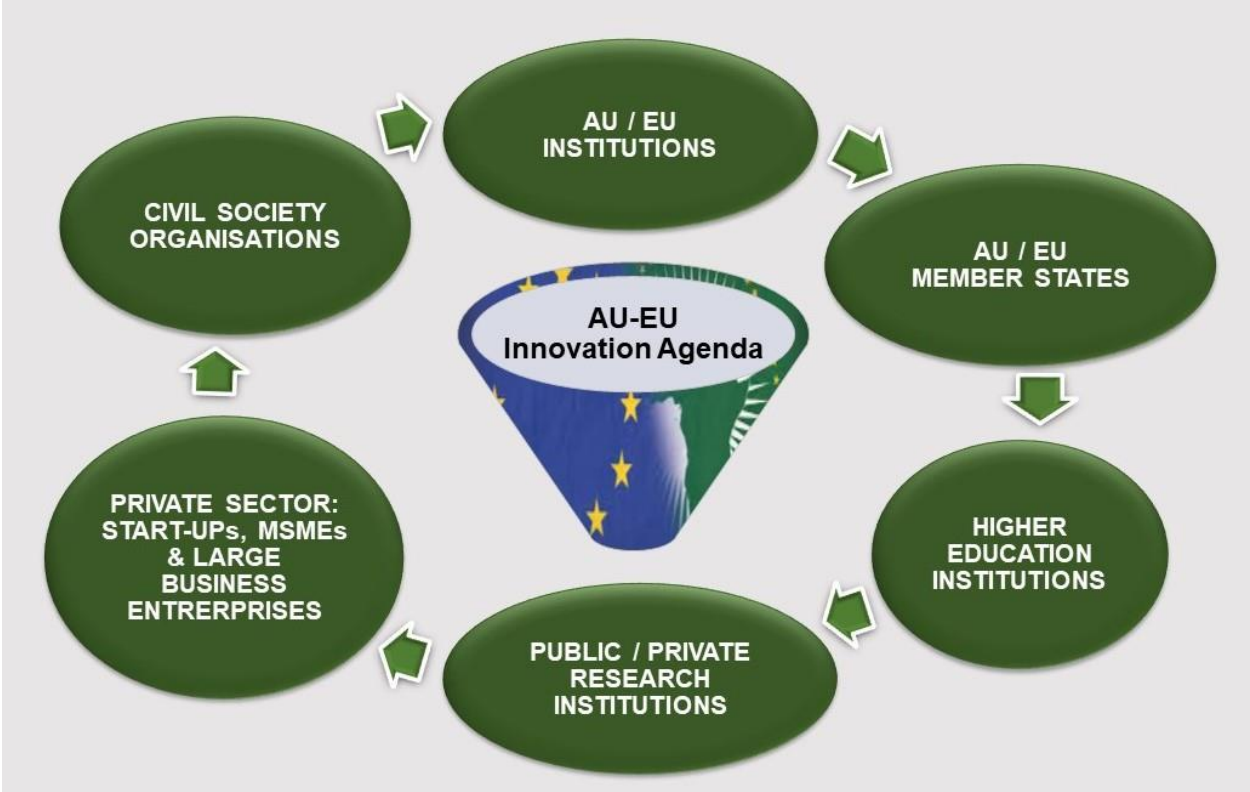 AU / EU
INSTITUTIONS
AU / EU
MEMBER STATES
HIGHER
EDUCATION
INSTITUTIONS
PUBLIC / PRIVATE
RESEARCH
INSTITUTIONS
PRIVATE SECTOR:
START-UPs, MSMEs
& LARGE
BUSINESS
ENTRERPRISES
CIVIL SOCIETY
ORGANISATIONS
AU-EU
Innovation Agenda